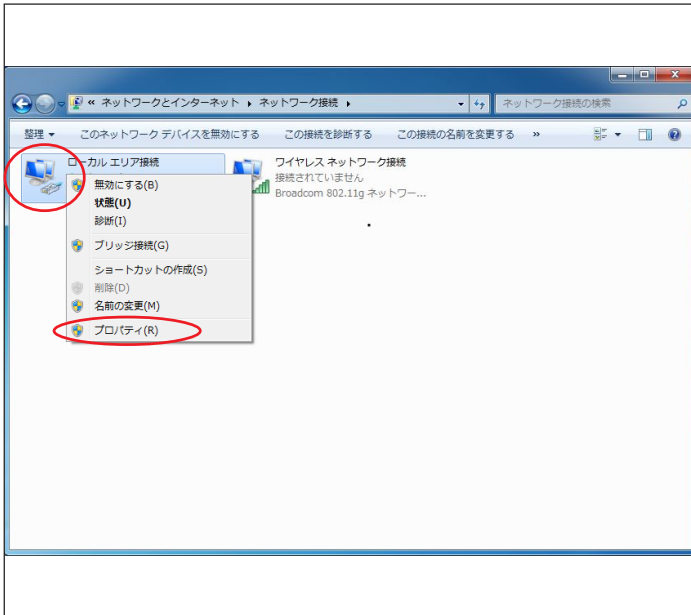 « ネットワークとインターネット ▸ ネットワーク接続 ▸ ネットワーク接続の検索
整理 ▾ このネットワーク デバイスを無効にする この接続を診断する この接続の名前を変更する »
ローカル エリア接続
無効にする(B)
状態(U)
診断(I)
ブリッジ接続(G)
ショートカットの作成(S)
削除(D)
名前の変更(M)
プロパティ(R)
ワイヤレス ネットワーク接続
接続されていません
Broadcom 802.11g ネットワー...